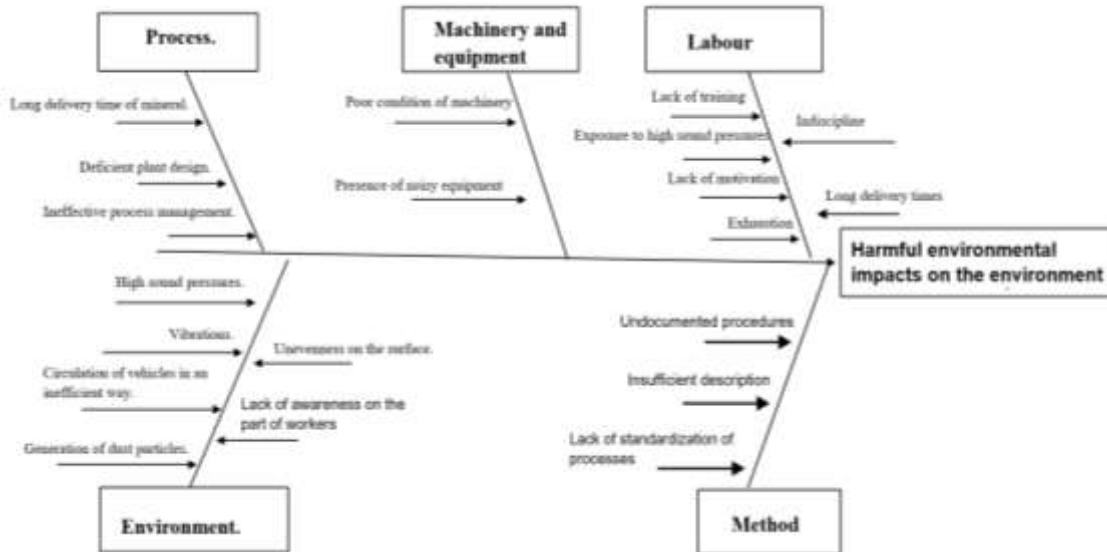 Process.
Machinery and
equipment
Labour
Long delivery time of mineral.
Deficient plant design.
Ineffective process management.
Poor condition of machinery
Presence of noisy equipment
Lack of training
Indiscipline
Exposure to high sound pressures
Lack of motivation
Long delivery times
Exhaustion
Harmful environmental
impacts on the environment
High sound pressures.
Vibrations.
Unevenness on the surface.
Circulation of vehicles in an
inefficient way.
Lack of awareness on the
part of workers
Generation of dust particles.
Undocumented procedures
Insufficient description
Lack of standardization of
processes
Environment.
Method